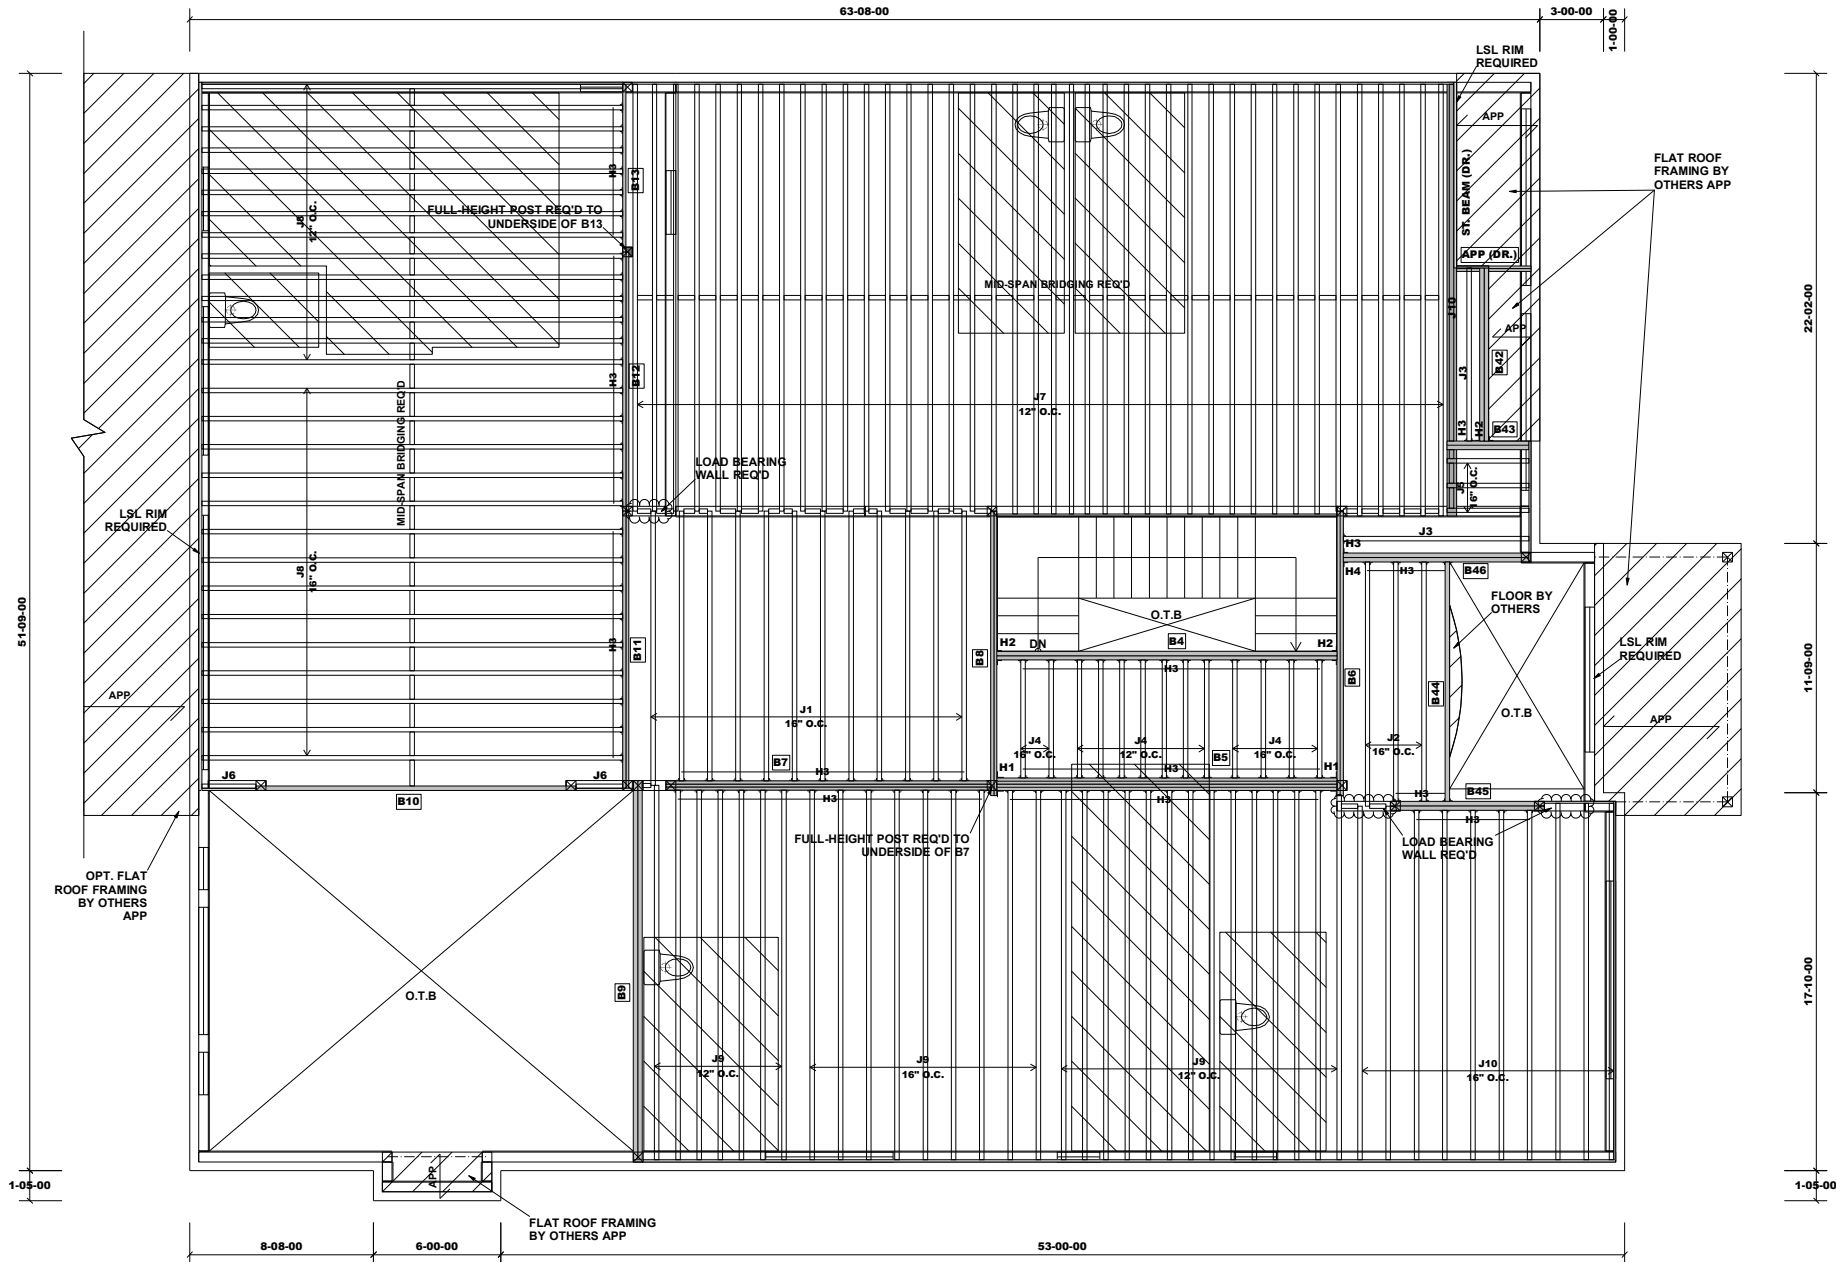 63-08-00
3-00-00
1-00-00
LSL RIM
REQUIRED
APP
FLAT ROOF
FRAMING BY
OTHERS APP
ST. BEAM (DR.)
H3
B13
J8
12" O.C.
FULL-HEIGHT POST REQ'D TO
UNDERSIDE OF B13
APP (DR.)
MID-SPAN BRIDGING REQ'D
J10
APP
22-02-00
H3
B12
J3
B42
MID-SPAN BRIDGING REQ'D
J7
12" O.C.
H3
H2
B43
LOAD BEARING
WALL REQ'D
J5
16" O.C.
LSL RIM
REQUIRED
J3
H3
J8
16" O.C.
H4
H3
B46
FLOOR BY
OTHERS
O.T.B
51-09-00
H3
B11
B8
H2
DN
B4
H2
LSL RIM
REQUIRED
H3
B6
B44
11-09-00
APP
J1
16" O.C.
O.T.B
APP
J4
16" O.C.
J4
12" O.C.
B5
J4
16" O.C.
J2
16" O.C.
J6
J6
B7
H3
H1
H3
H1
B10
H3
H3
H3
B45
H3
FULL-HEIGHT POST REQ'D TO
UNDERSIDE OF B7
LOAD BEARING
WALL REQ'D
OPT. FLAT
ROOF FRAMING
BY OTHERS
APP
O.T.B
B9
17-10-00
J9
12" O.C.
J9
16" O.C.
J9
12" O.C.
J10
16" O.C.
1-05-00
APP
1-05-00
FLAT ROOF FRAMING
BY OTHERS APP
8-08-00
6-00-00
53-00-00